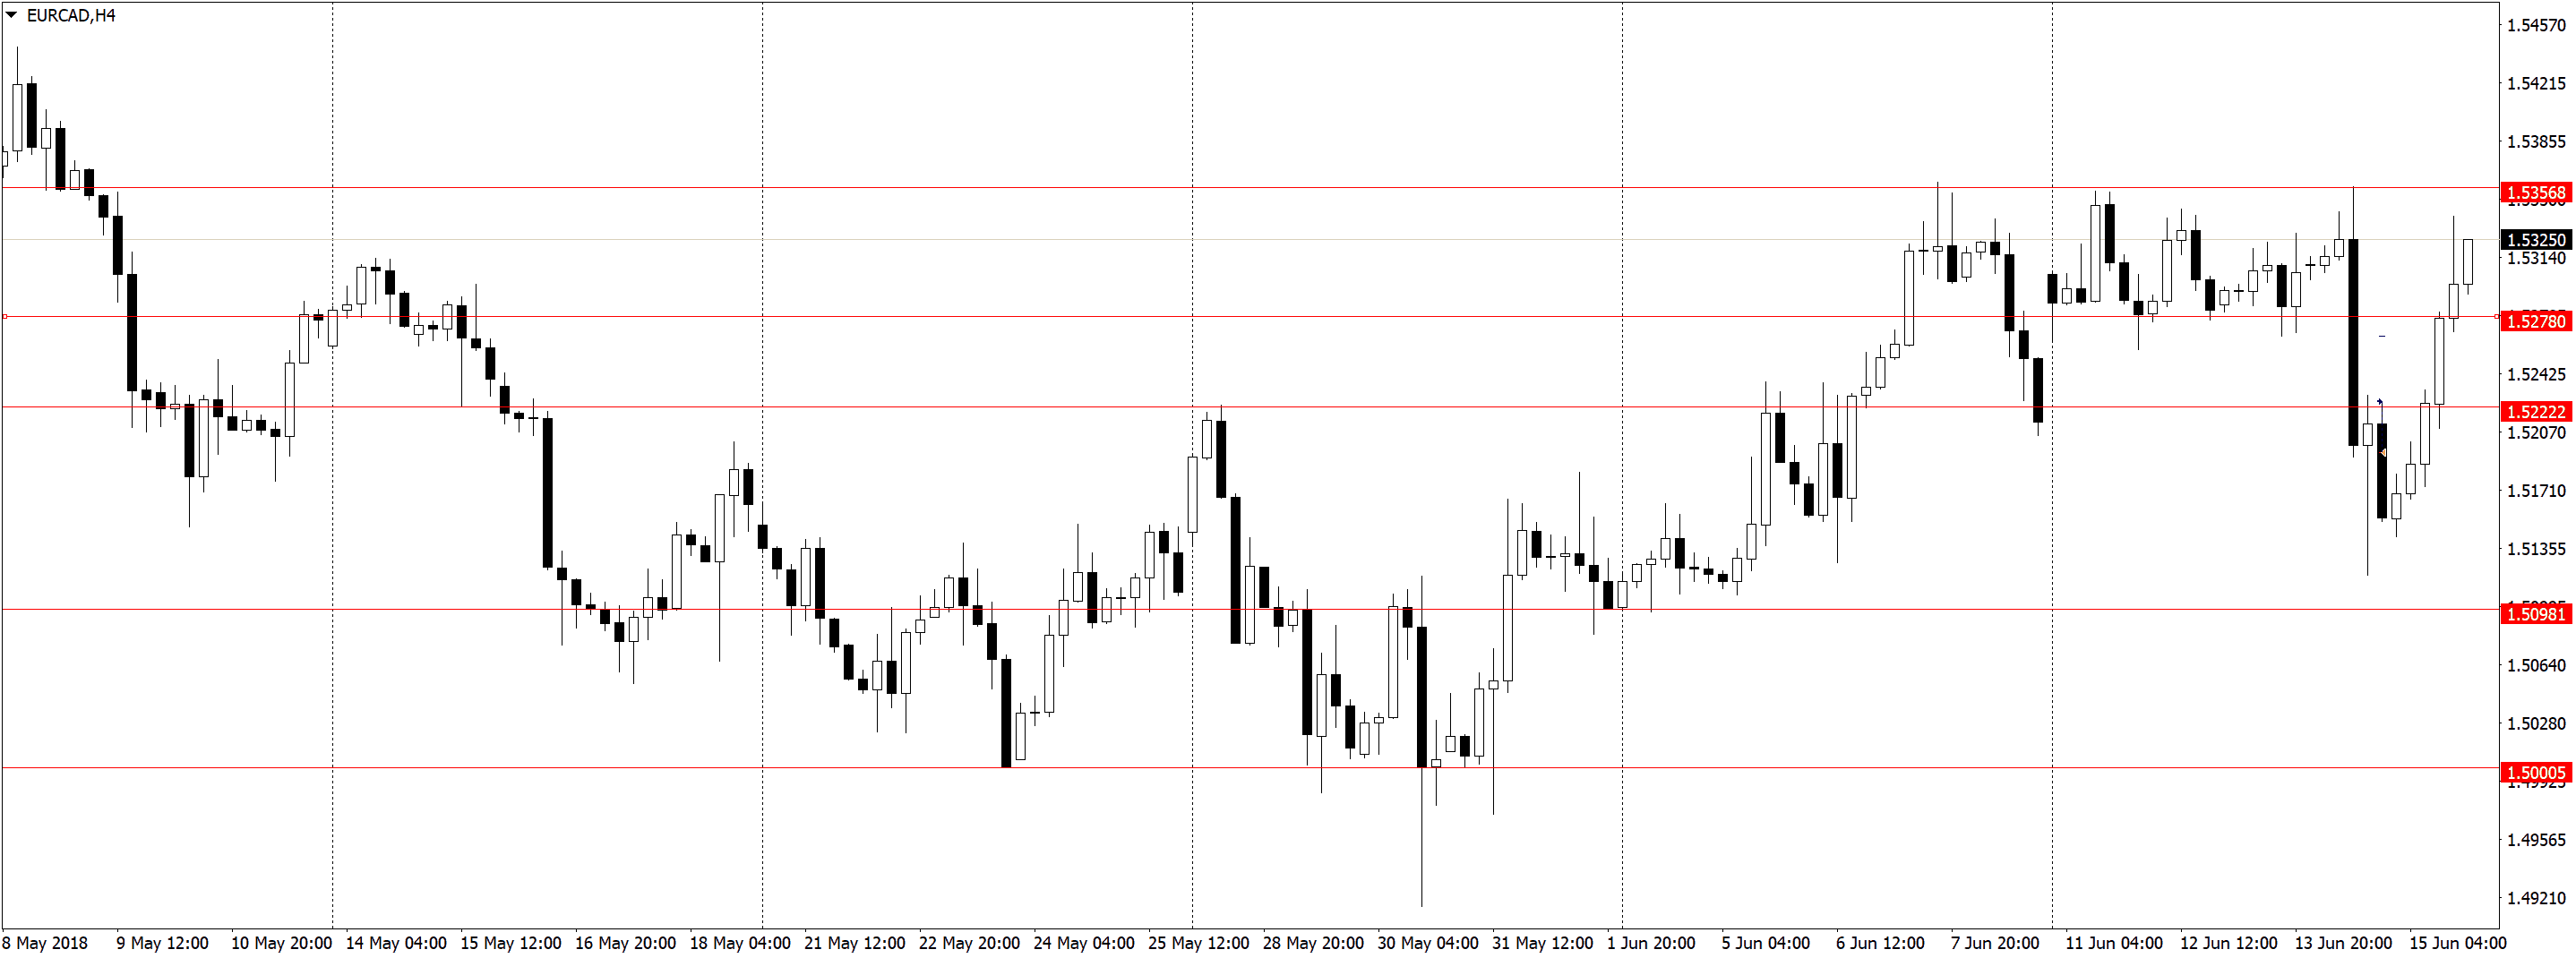 EURCAD,H4
1.54570
1.54215
1.53855
1.53568
1.53250
1.53140
1.52780
1.52425
1.52222
1.52070
1.51710
1.51355
1.50981
1.50640
1.50280
1.50005
1.49565
1.49210
8 May 2018
9 May 12:00
10 May 20:00
14 May 04:00
15 May 12:00
16 May 20:00
18 May 04:00
21 May 12:00
22 May 20:00
24 May 04:00
25 May 12:00
28 May 20:00
30 May 04:00
31 May 12:00
1 Jun 20:00
5 Jun 04:00
6 Jun 12:00
7 Jun 20:00
11 Jun 04:00
12 Jun 12:00
13 Jun 20:00
15 Jun 04:00